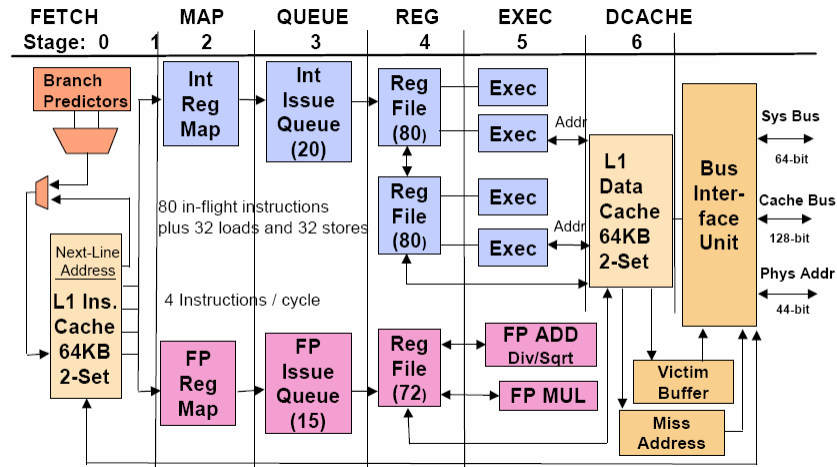 FETCH MAP QUEUE REG EXEC DCACHE
Stage: 0 1 2 3 4 5 6
Branch
Predictors
Int
Reg
Map
Int
Issue
Queue
(20)
Reg
File
(80)
Exec
Exec
Addr
Reg
File
(80)
Exec
Exec
Addr
L1
Data
Cache
64KB
2-Set
Bus
Inter-
face
Unit
Sys Bus
64-bit
Cache Bus
128-bit
Phys Addr
44-bit
80 in-flight instructions
plus 32 loads and 32 stores
Next-Line
Address
L1 Ins.
Cache
64KB
2-Set
4 Instructions / cycle
FP
Reg
Map
FP
Issue
Queue
(15)
Reg
File
(72)
FP ADD
Div/Sqrt
FP MUL
Victim
Buffer
Miss
Address